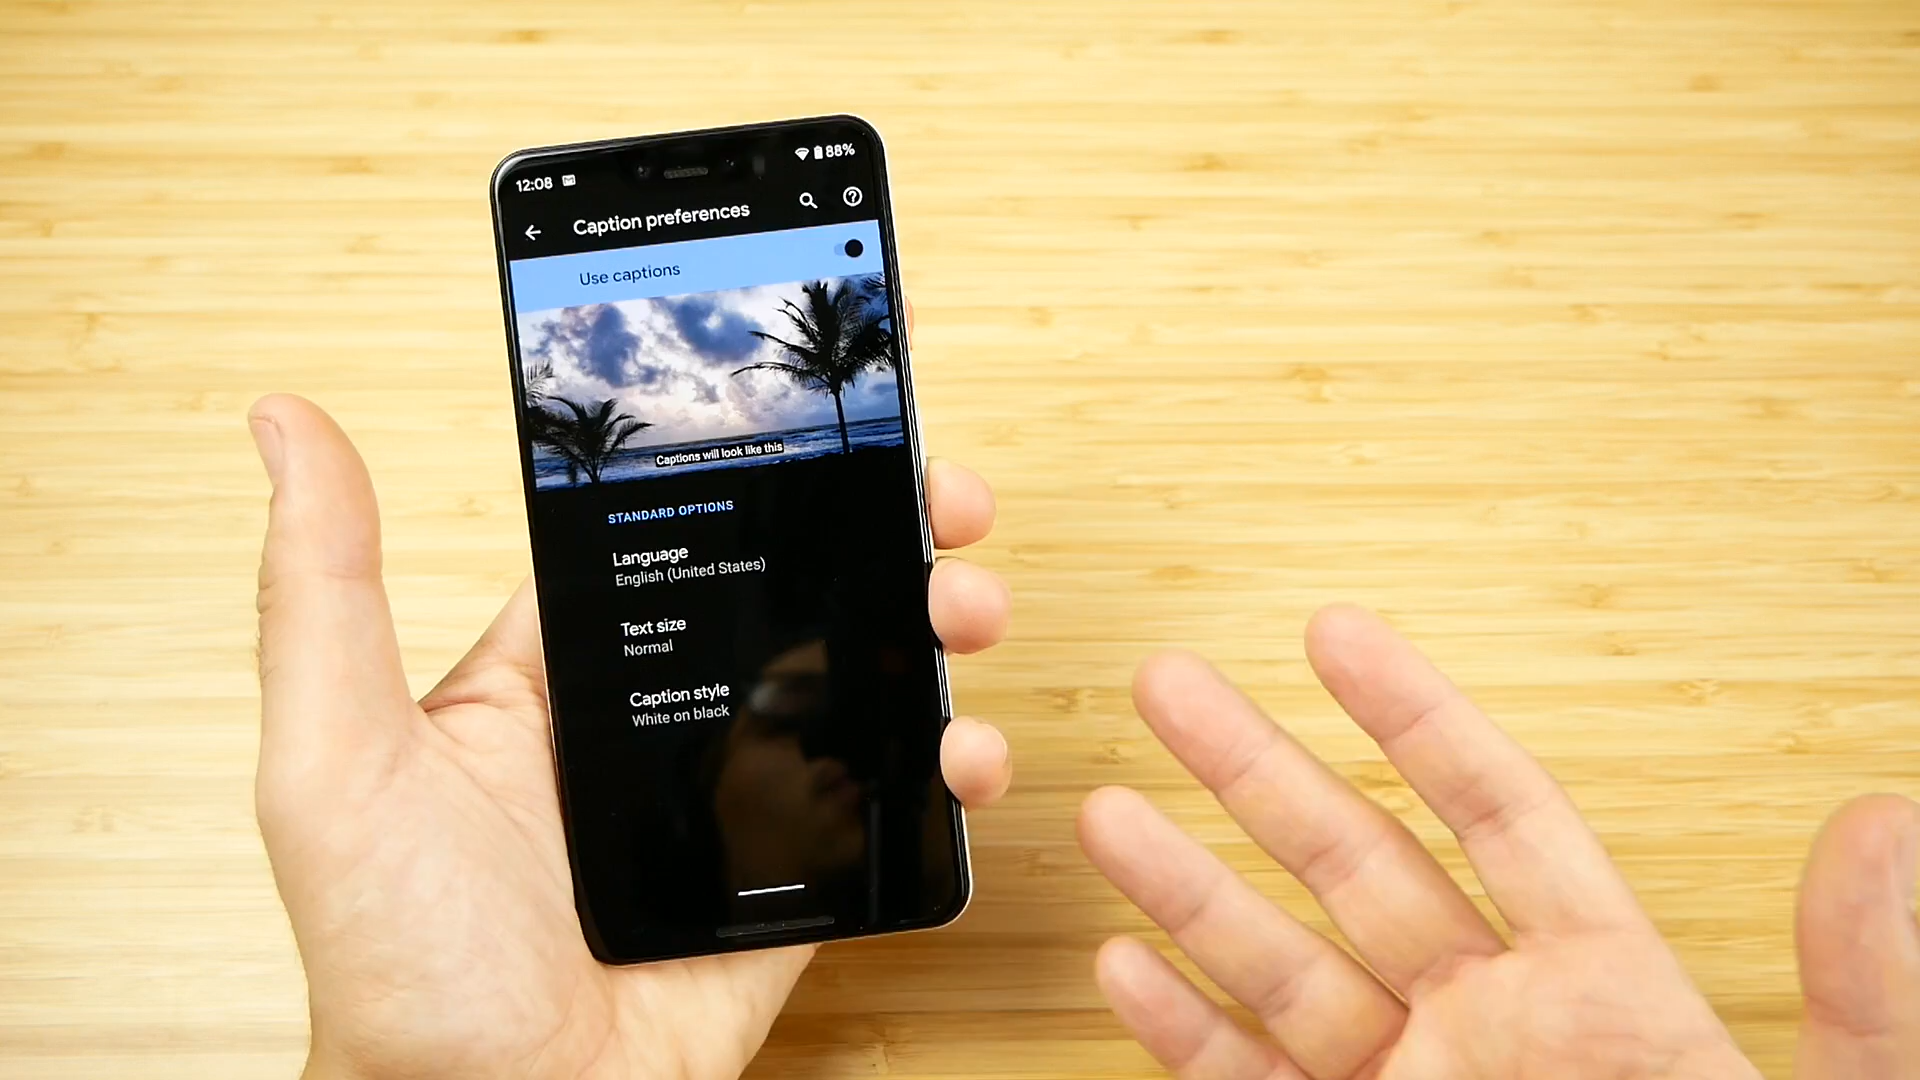 12:08
88%
Caption preferences
Use captions
Captions will look like this
STANDARD OPTIONS
Language
English (United States)
Text size
Normal
Caption style
White on black